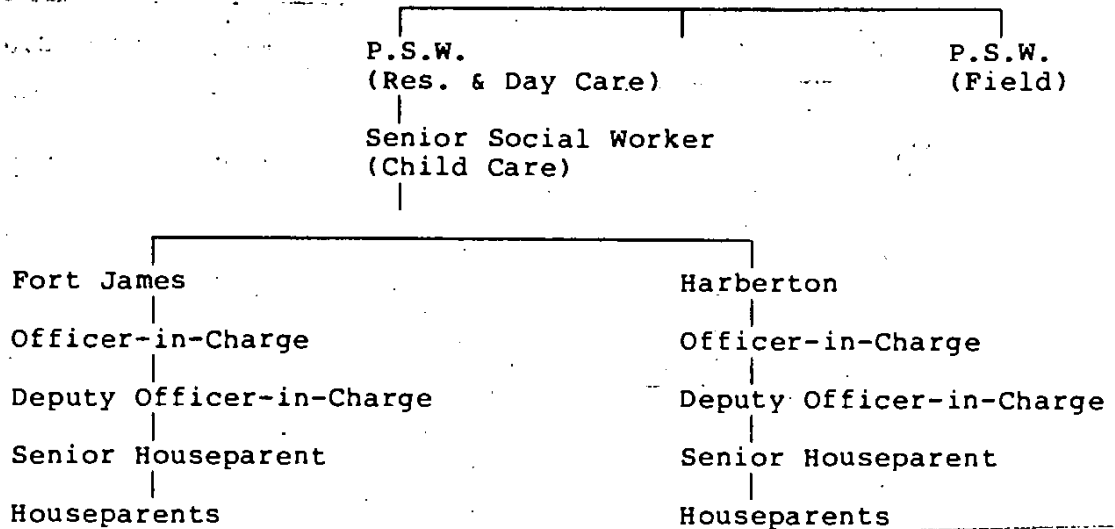 P.S.W. P.S.W.
(Res. & Day Care) (Field)
Senior Social Worker
(Child Care)
Fort James Harberton
Officer-in-Charge Officer-in-Charge
Deputy Officer-in-Charge Deputy Officer-in-Charge
Senior Houseparent Senior Houseparent
Houseparents Houseparents